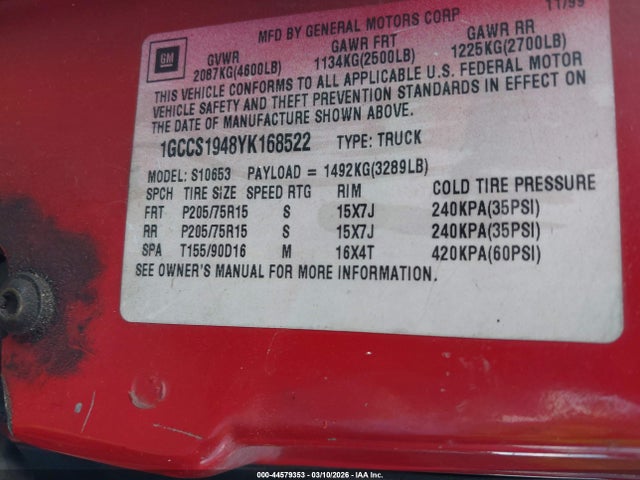 MFD BY GENERAL MOTORS CORP 11/99
GM
GVWR GAWR FRT GAWR RR
2087KG(4600LB) 1134KG(2500LB) 1225KG(2700LB)
THIS VEHICLE CONFORMS TO ALL APPLICABLE U.S. FEDERAL MOTOR
VEHICLE SAFETY AND THEFT PREVENTION STANDARDS IN EFFECT ON
THE DATE OF MANUFACTURE SHOWN ABOVE.
1GCCS1948YK168522 TYPE: TRUCK
MODEL: S10653 PAYLOAD = 1492KG(3289LB)
SPCH TIRE SIZE SPEED RTG RIM COLD TIRE PRESSURE
FRT P205/75R15 S 15X7J 240KPA(35PSI)
RR P205/75R15 S 15X7J 240KPA(35PSI)
SPA T155/90D16 M 16X4T 420KPA(60PSI)
SEE OWNER'S MANUAL FOR MORE INFORMATION.
000-44579353 - 03/10/2026 - IAA Inc.